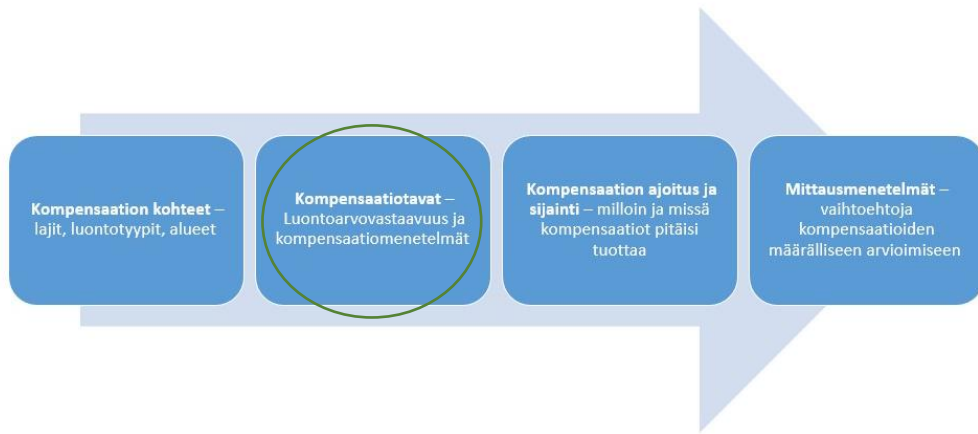 Kompensaation kohteet –
lajit, luontotyypit, alueet
Kompensaatiotavat –
Luontoarvovastaavuus ja
kompensaatiomenetelmät
Kompensaation ajoitus ja
sijainti – milloin ja missä
kompensaatiot pitäisi
tuottaa
Mittausmenetelmät –
vaihtoehtoja
kompensaatioiden
määrälliseen arvioimiseen